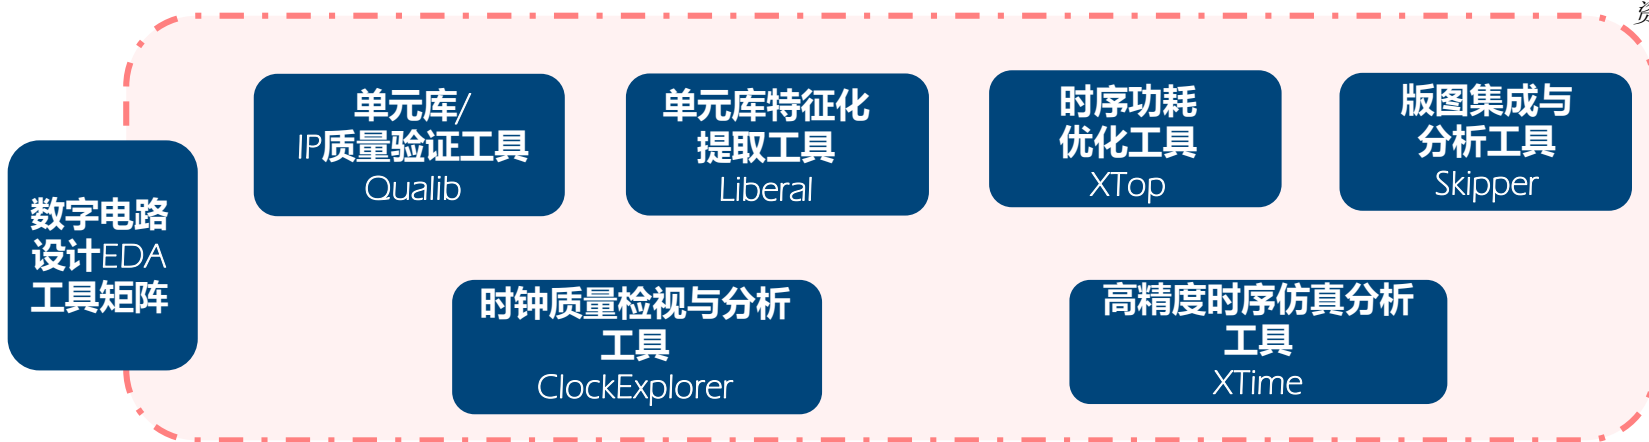 单元库/
IP质量验证工具
Qualib
单元库特征化
提取工具
Liberal
时序功耗
优化工具
XTop
版图集成与
分析工具
Skipper
数字电路
设计EDA
工具矩阵
时钟质量检视与分析
工具
ClockExplorer
高精度时序仿真分析
工具
XTime